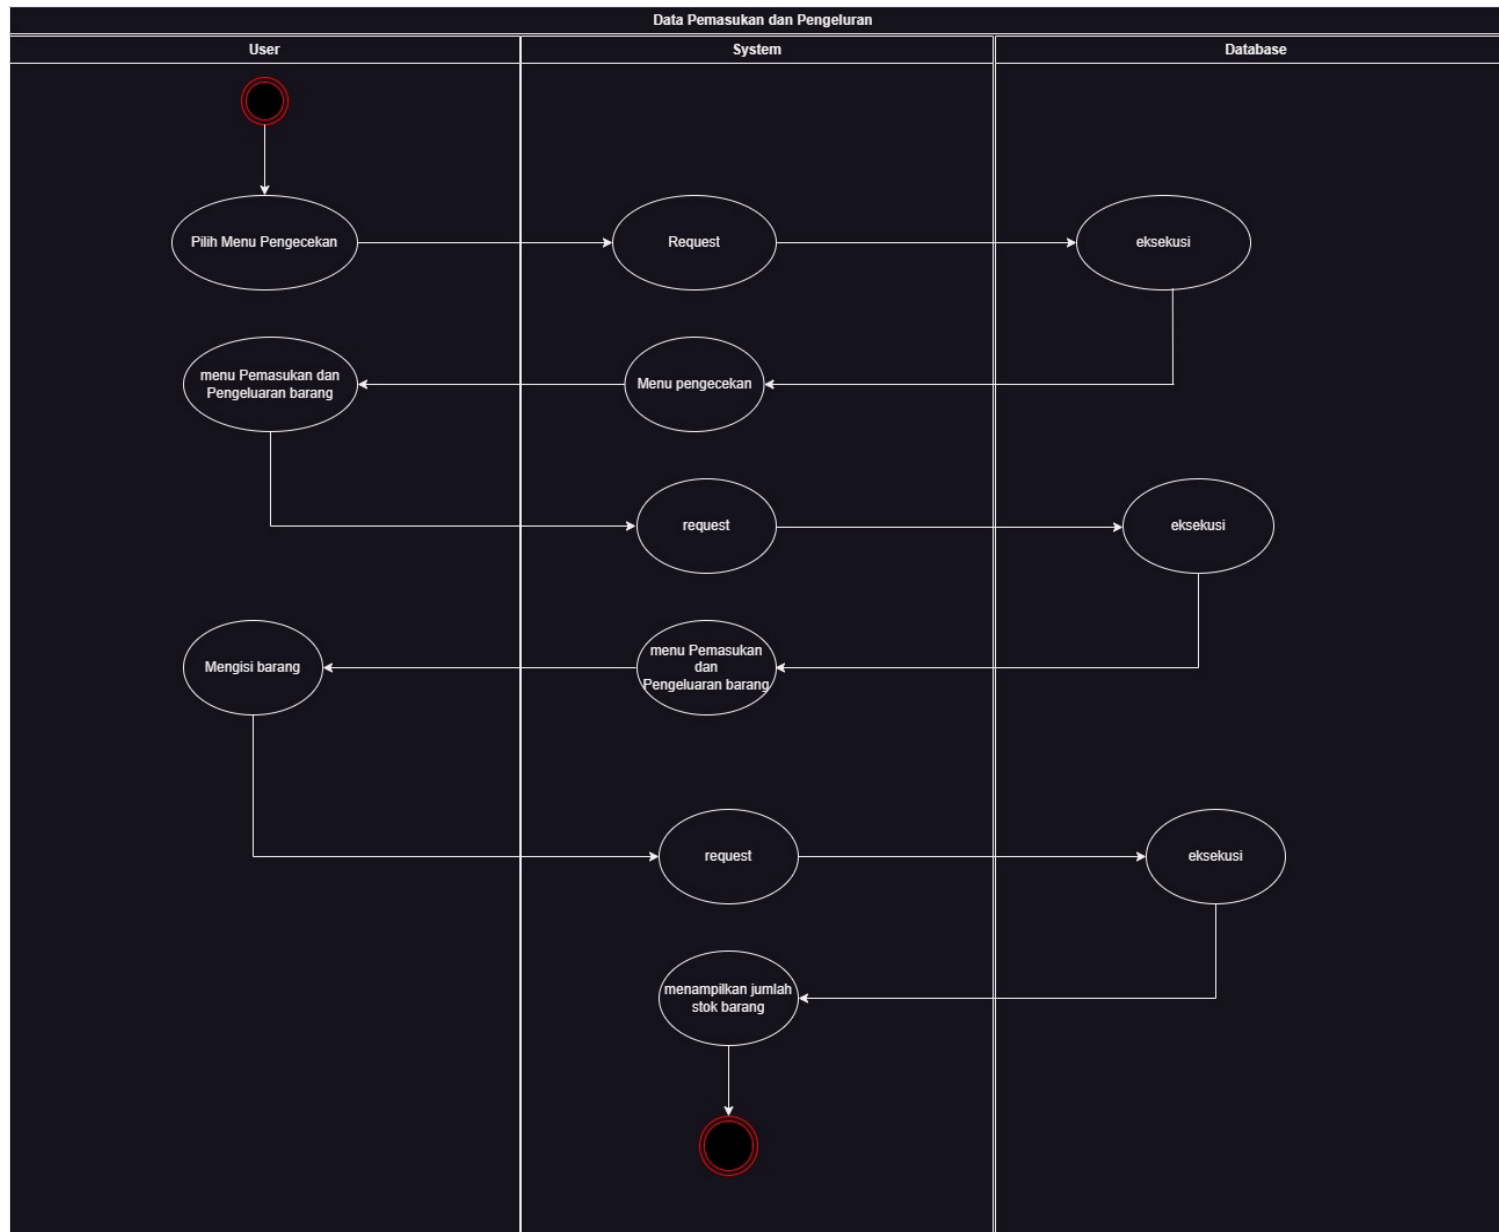 Data Pemasukan dan Pengeluran
User
System
Database
Pilih Menu Pengecekan
Request
eksekusi
menu Pemasukan dan
Pengeluaran barang
Menu pengecekan
request
eksekusi
Mengisi barang
menu Pemasukan
dan
Pengeluaran barang
request
eksekusi
menampilkan jumlah
stok barang